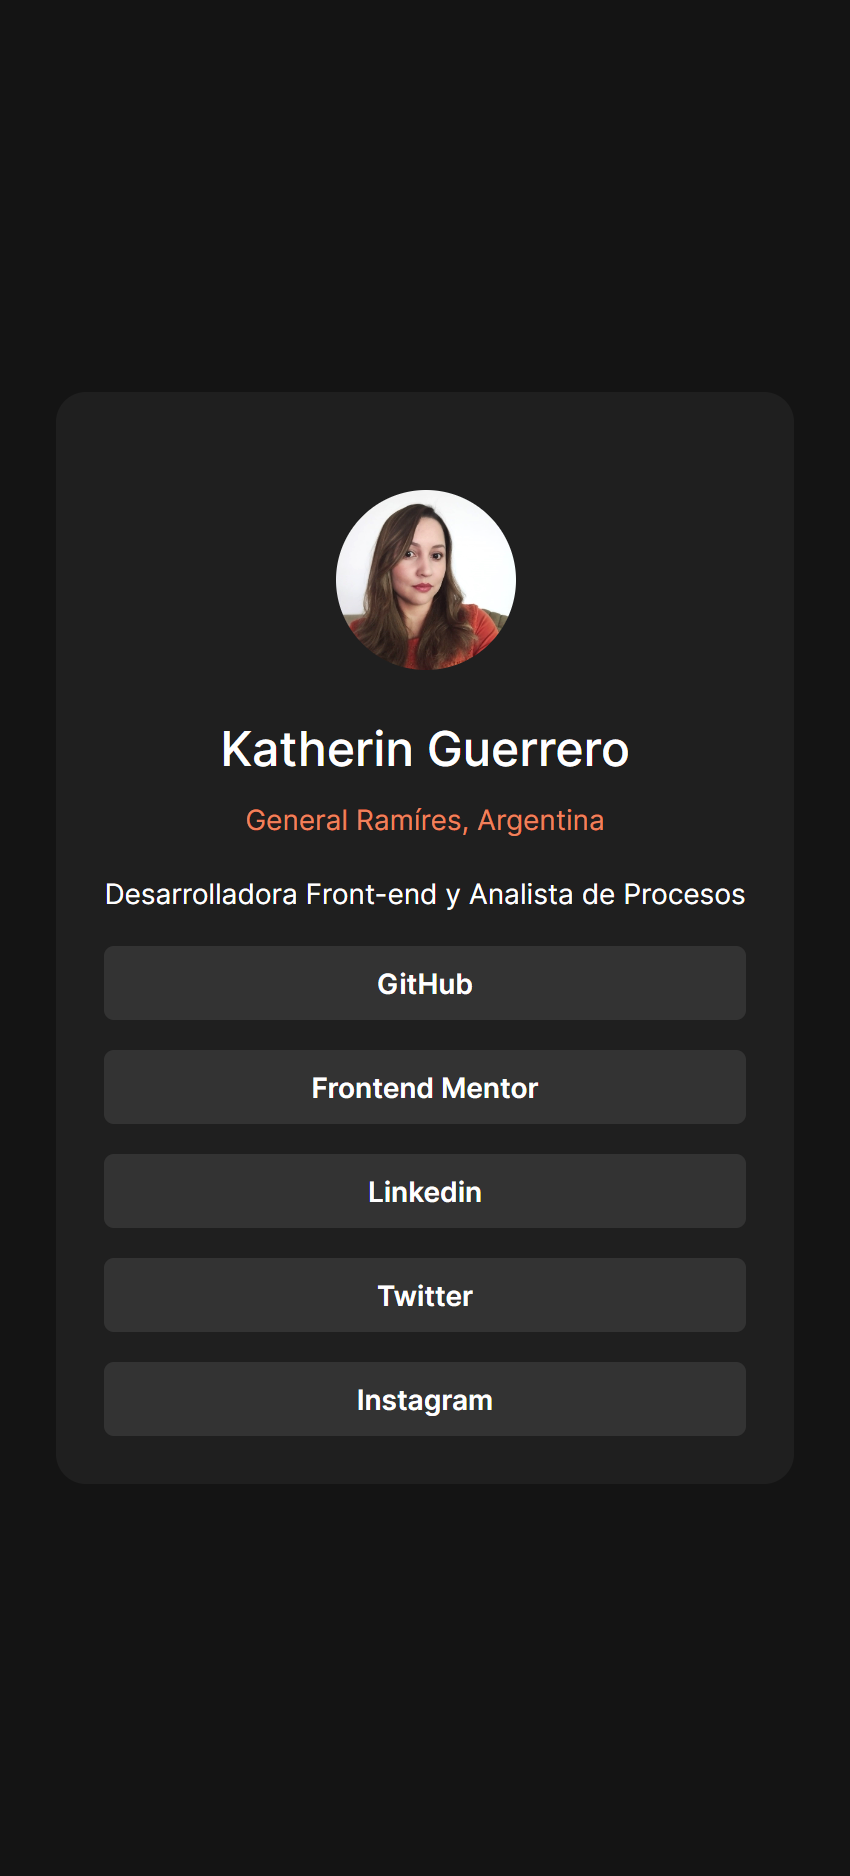 Katherin Guerrero
General Ramíres, Argentina
Desarrolladora Front-end y Analista de Procesos
GitHub
Frontend Mentor
Linkedin
Twitter
Instagram